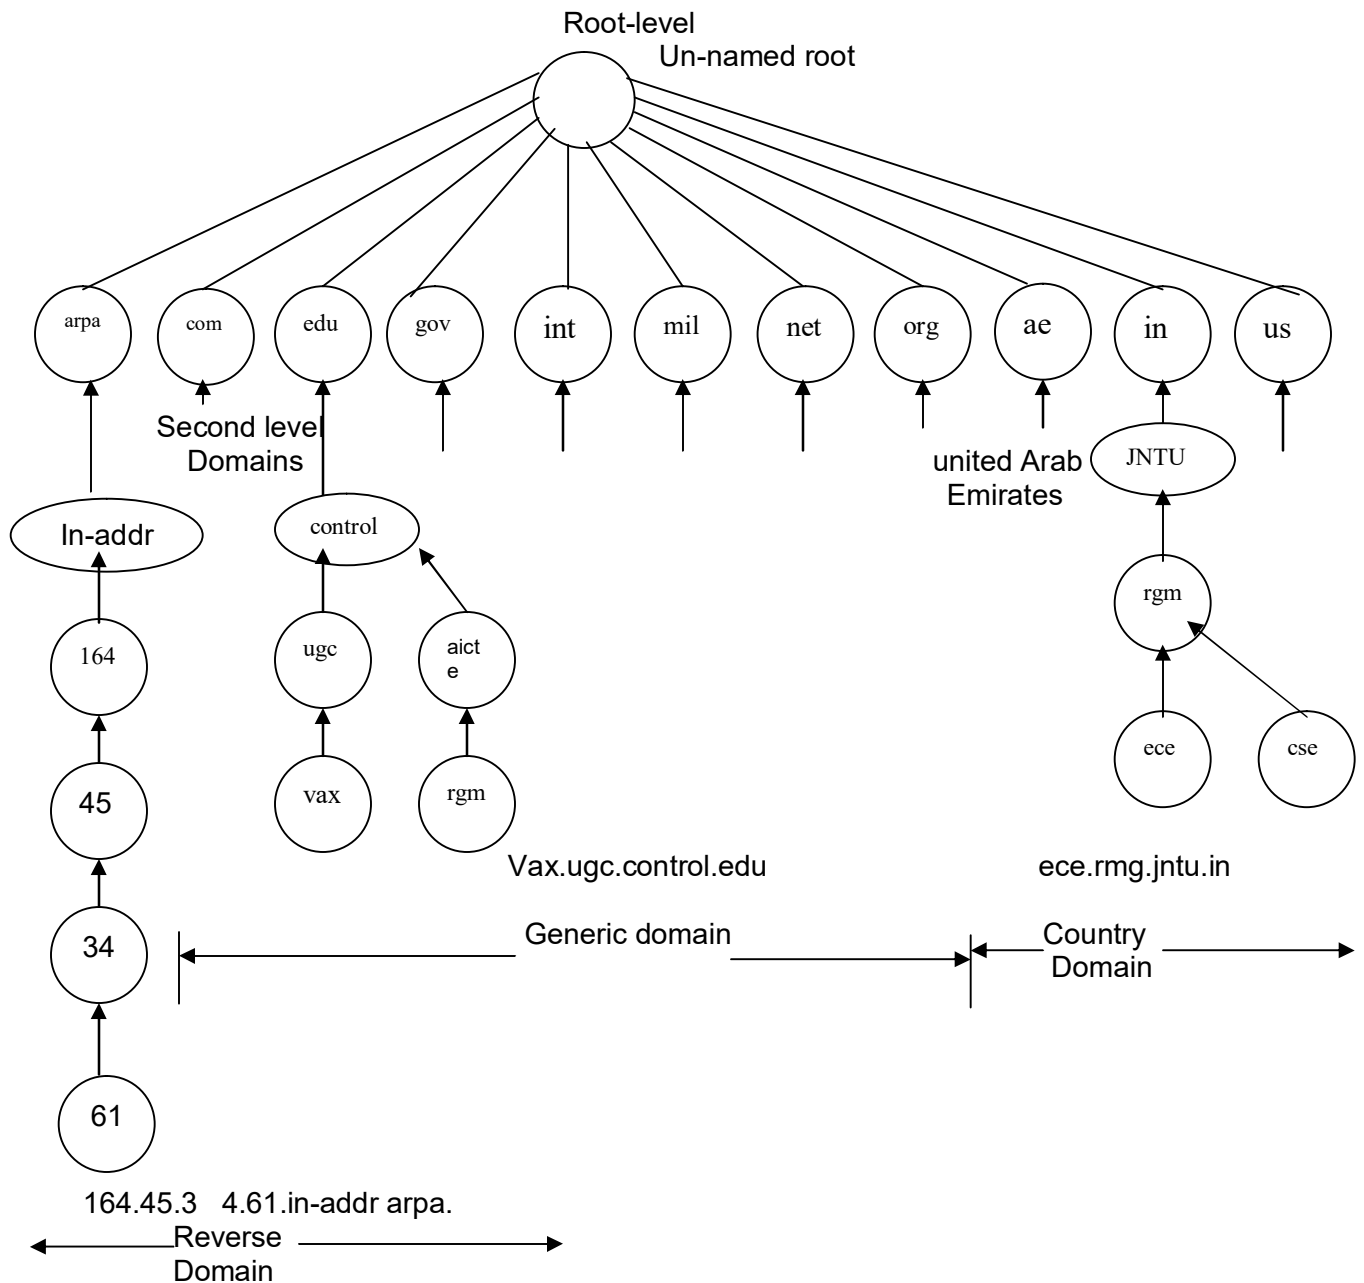 Root-level
Un-named root
arpa
com
edu
gov
int
mil
net
org
ae
in
us
Second level
Domains
united Arab
Emirates
JNTU
In-addr
control
rgm
164
ugc
aict
e
ece
cse
45
vax
rgm
Vax.ugc.control.edu
ece.rmg.jntu.in
34
Generic domain
Country
Domain
61
164.45.3 4.61.in-addr arpa.
Reverse
Domain